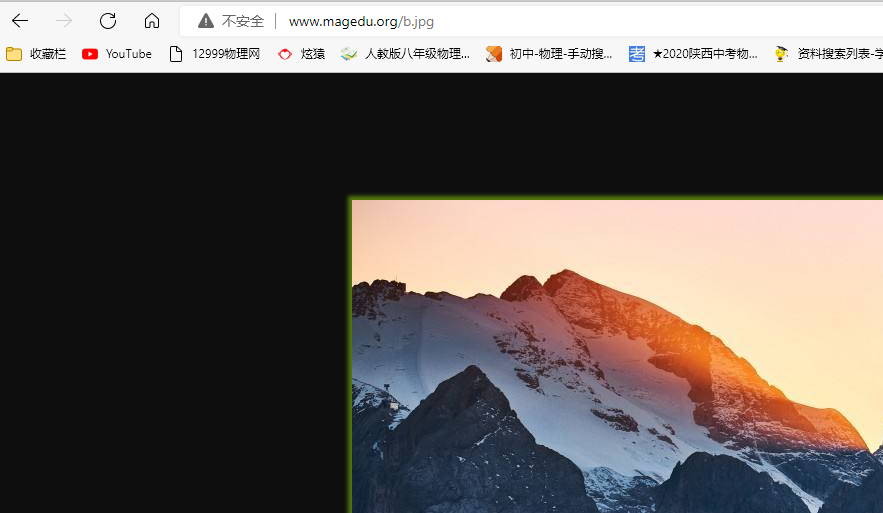 不安全 www.magedu.org/b.jpg
收藏栏 YouTube 12999物理网 炫猿 人教版八年级物理... 初中-物理-手动搜... ★2020陕西中考物... 资料搜索列表-学